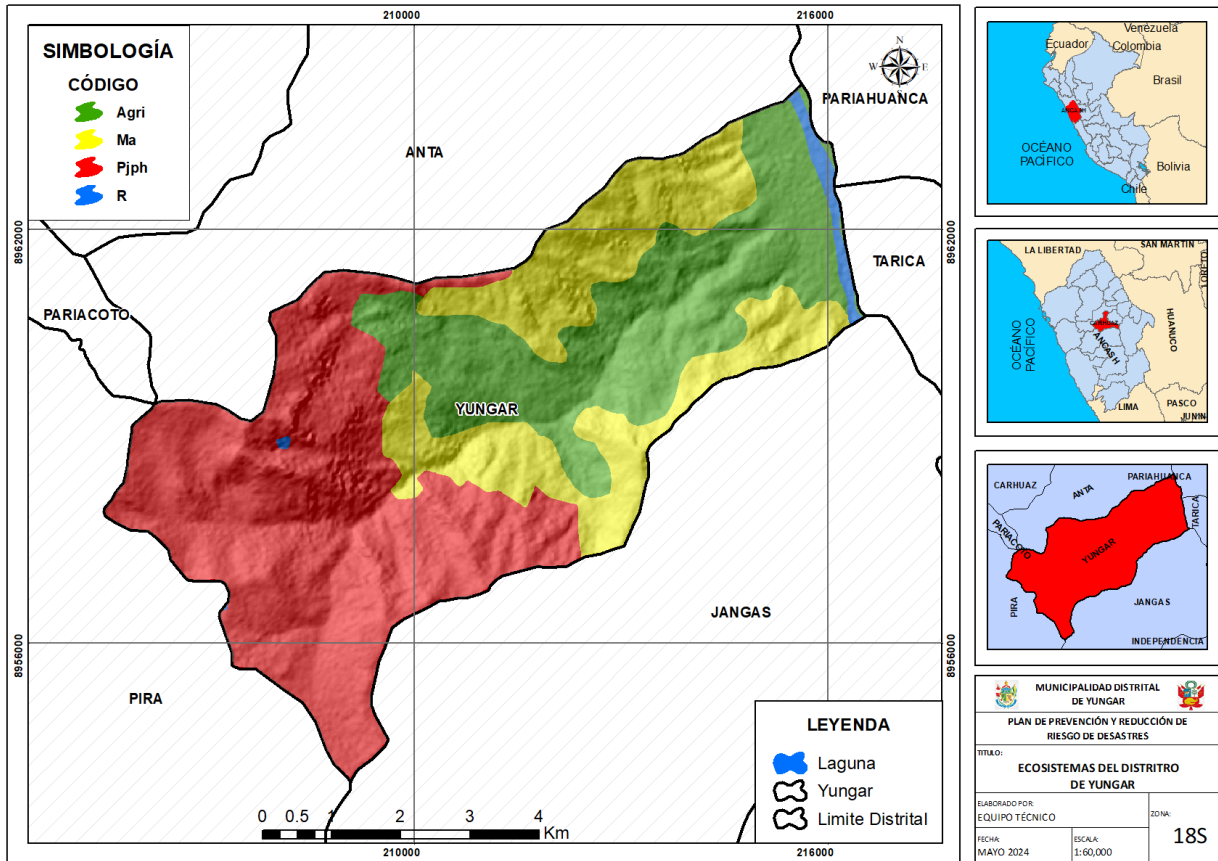 210000
216000
SIMBOLOGÍA
CÓDIGO
Agri
Ma
Pjph
R
N
W
E
S
PARIAHUANCA
ANTA
8962000
8962000
TARICA
PARIACOTO
YUNGAR
JANGAS
8956000
8956000
PIRA
LEYENDA
Laguna
Yungar
Limite Distrital
0 0.5 1 2 3 4
Km
210000
216000
Venezuela
Ecuador
Colombia
Brasil
ANCASH
OCÉANO
PACÍFICO
Bolivia
Chile
LA LIBERTAD
SAN MARTIN
LORETO
HUANUCO
CARHUAZ
ANCASH
OCÉANO
PACÍFICO
LIMA
PASCO
JUNIN
CARHUAZ
ANTA
PARIAHUANCA
TARICA
PARIACOTO
YUNGAR
PIRA
JANGAS
INDEPENDENCIA
MUNICIPALIDAD DISTRITAL
DE YUNGAR
PLAN DE PREVENCIÓN Y REDUCCIÓN DE
RIESGO DE DESASTRES
TITULO:
ECOSISTEMAS DEL DISTRITRO
DE YUNGAR
ELABORADO POR:
EQUIPO TÉCNICO
ZONA:
18S
FECHA:
MAYO 2024
ESCALA:
1:60,000